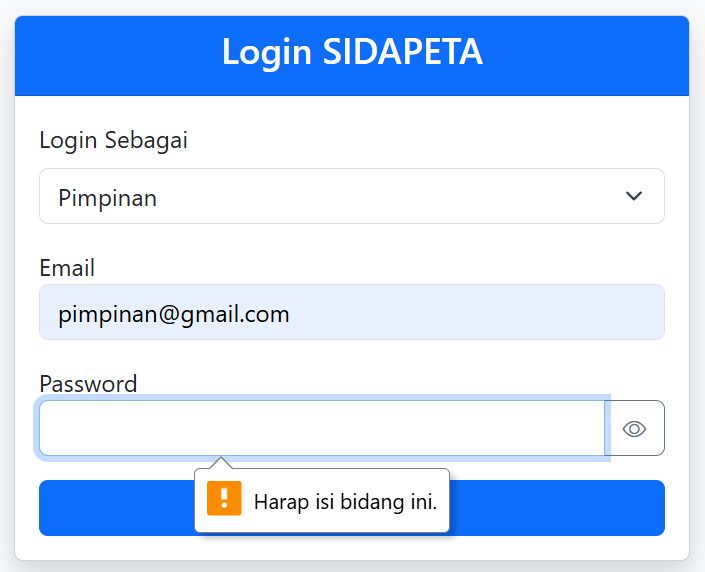 Login SIDAPETA
Login Sebagai
Pimpinan
Email
pimpinan@gmail.com
Password
Harap isi bidang ini.